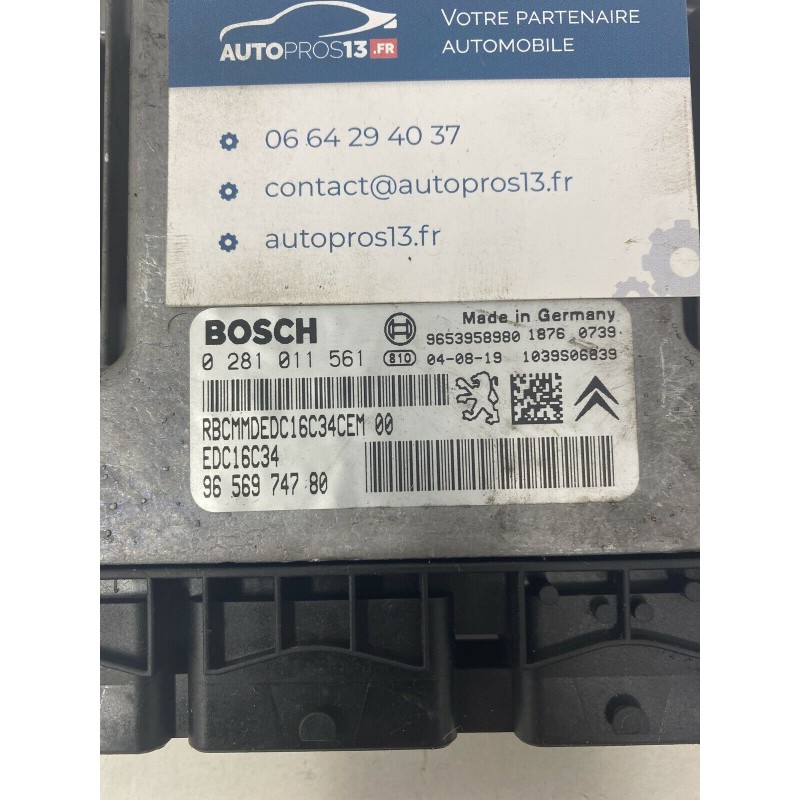 AUTOPROS13.FR
VOTRE PARTENAIRE
AUTOMOBILE
06 64 29 40 37
contact@autopros13.fr
autopros13.fr
BOSCH
Made in Germany
9653958980 1876 0739
0 281 011 561
810 04-08-19 1039S06839
RBCMMDEDC16C34CEM 00
EDC16C34
96 569 747 80